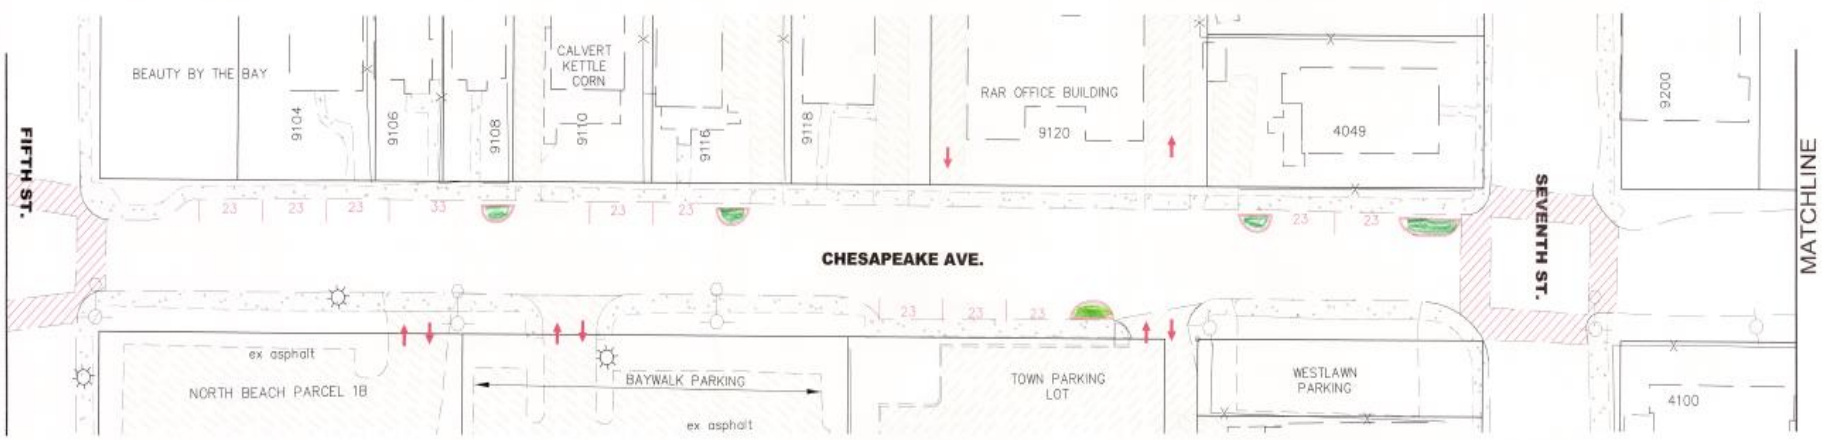 BEAUTY BY THE BAY
9104
9106
9108
CALVERT
KETTLE
CORN
9110
9116
9118
RAR OFFICE BUILDING
9120
4049
9200
FIFTH ST.
SEVENTH ST.
MATCHLINE
23
23
23
33
23
23
23
23
CHESAPEAKE AVE.
23
23
23
ex asphalt
NORTH BEACH PARCEL 1B
BAYWALK PARKING
ex asphalt
TOWN PARKING
LOT
WESTLAWN
PARKING
4100